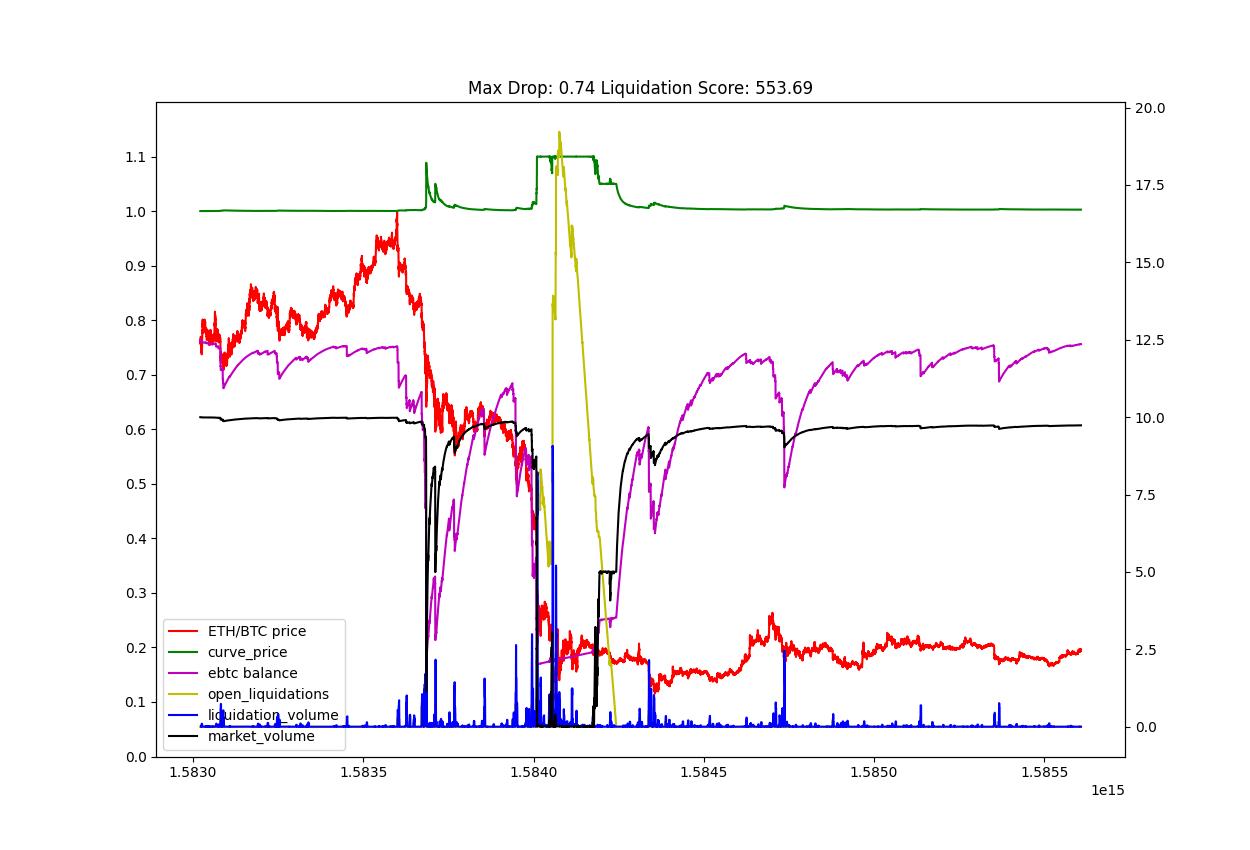 Max Drop: 0.74 Liquidation Score: 553.69
20.0
17.5
15.0
12.5
10.0
7.5
5.0
2.5
0.0
1.1
1.0
0.9
0.8
0.7
0.6
0.5
0.4
0.3
0.2
0.1
0.0
ETH/BTC price
curve_price
ebtc balance
open_liquidations
liquidation_volume
market_volume
1.5830 1.5835 1.5840 1.5845 1.5850 1.5855
1e15